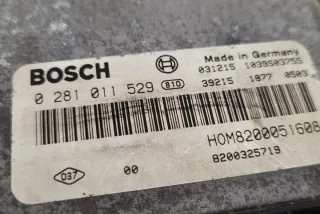 Made in Germany
BOSCH
031215 1039S03755
0 281 011 529 810 39215 1877 0503
HOM8200051608
8200325719
037 00